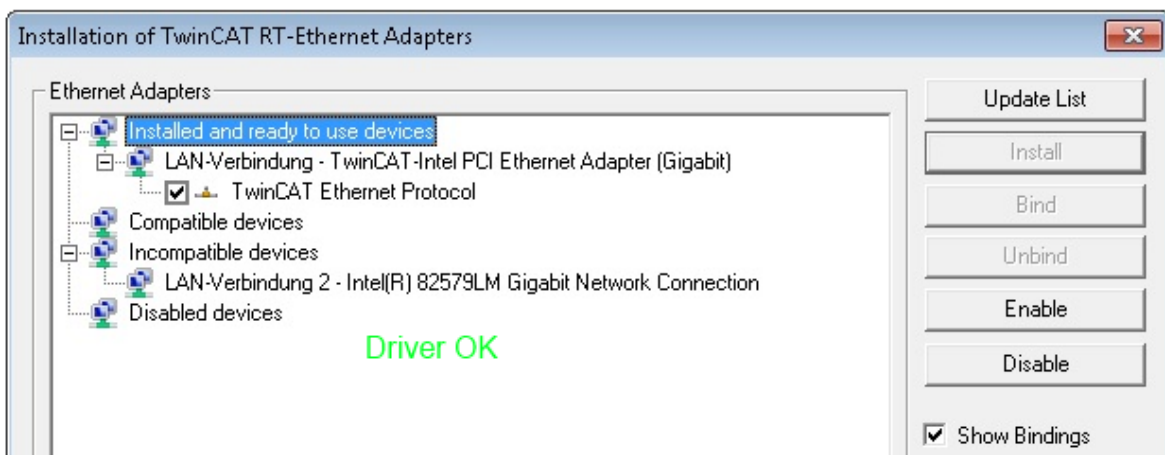 Installation of TwinCAT RT-Ethernet Adapters
Ethernet Adapters
Installed and ready to use devices
LAN-Verbindung - TwinCAT-Intel PCI Ethernet Adapter (Gigabit)
TwinCAT Ethernet Protocol
Compatible devices
Incompatible devices
LAN-Verbindung 2 - Intel(R) 82579LM Gigabit Network Connection
Disabled devices
Driver OK
Update List
Install
Bind
Unbind
Enable
Disable
Show Bindings